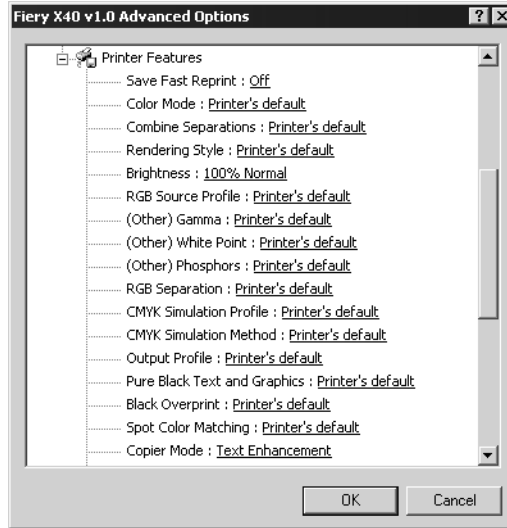 Fiery X40 v1.0 Advanced Options
Printer Features
Save Fast Reprint : Off
Color Mode : Printer's default
Combine Separations : Printer's default
Rendering Style : Printer's default
Brightness : 100% Normal
RGB Source Profile : Printer's default
(Other) Gamma : Printer's default
(Other) White Point : Printer's default
(Other) Phosphors : Printer's default
RGB Separation : Printer's default
CMYK Simulation Profile : Printer's default
CMYK Simulation Method : Printer's default
Output Profile : Printer's default
Pure Black Text and Graphics : Printer's default
Black Overprint : Printer's default
Spot Color Matching : Printer's default
Copier Mode : Text Enhancement
OK Cancel